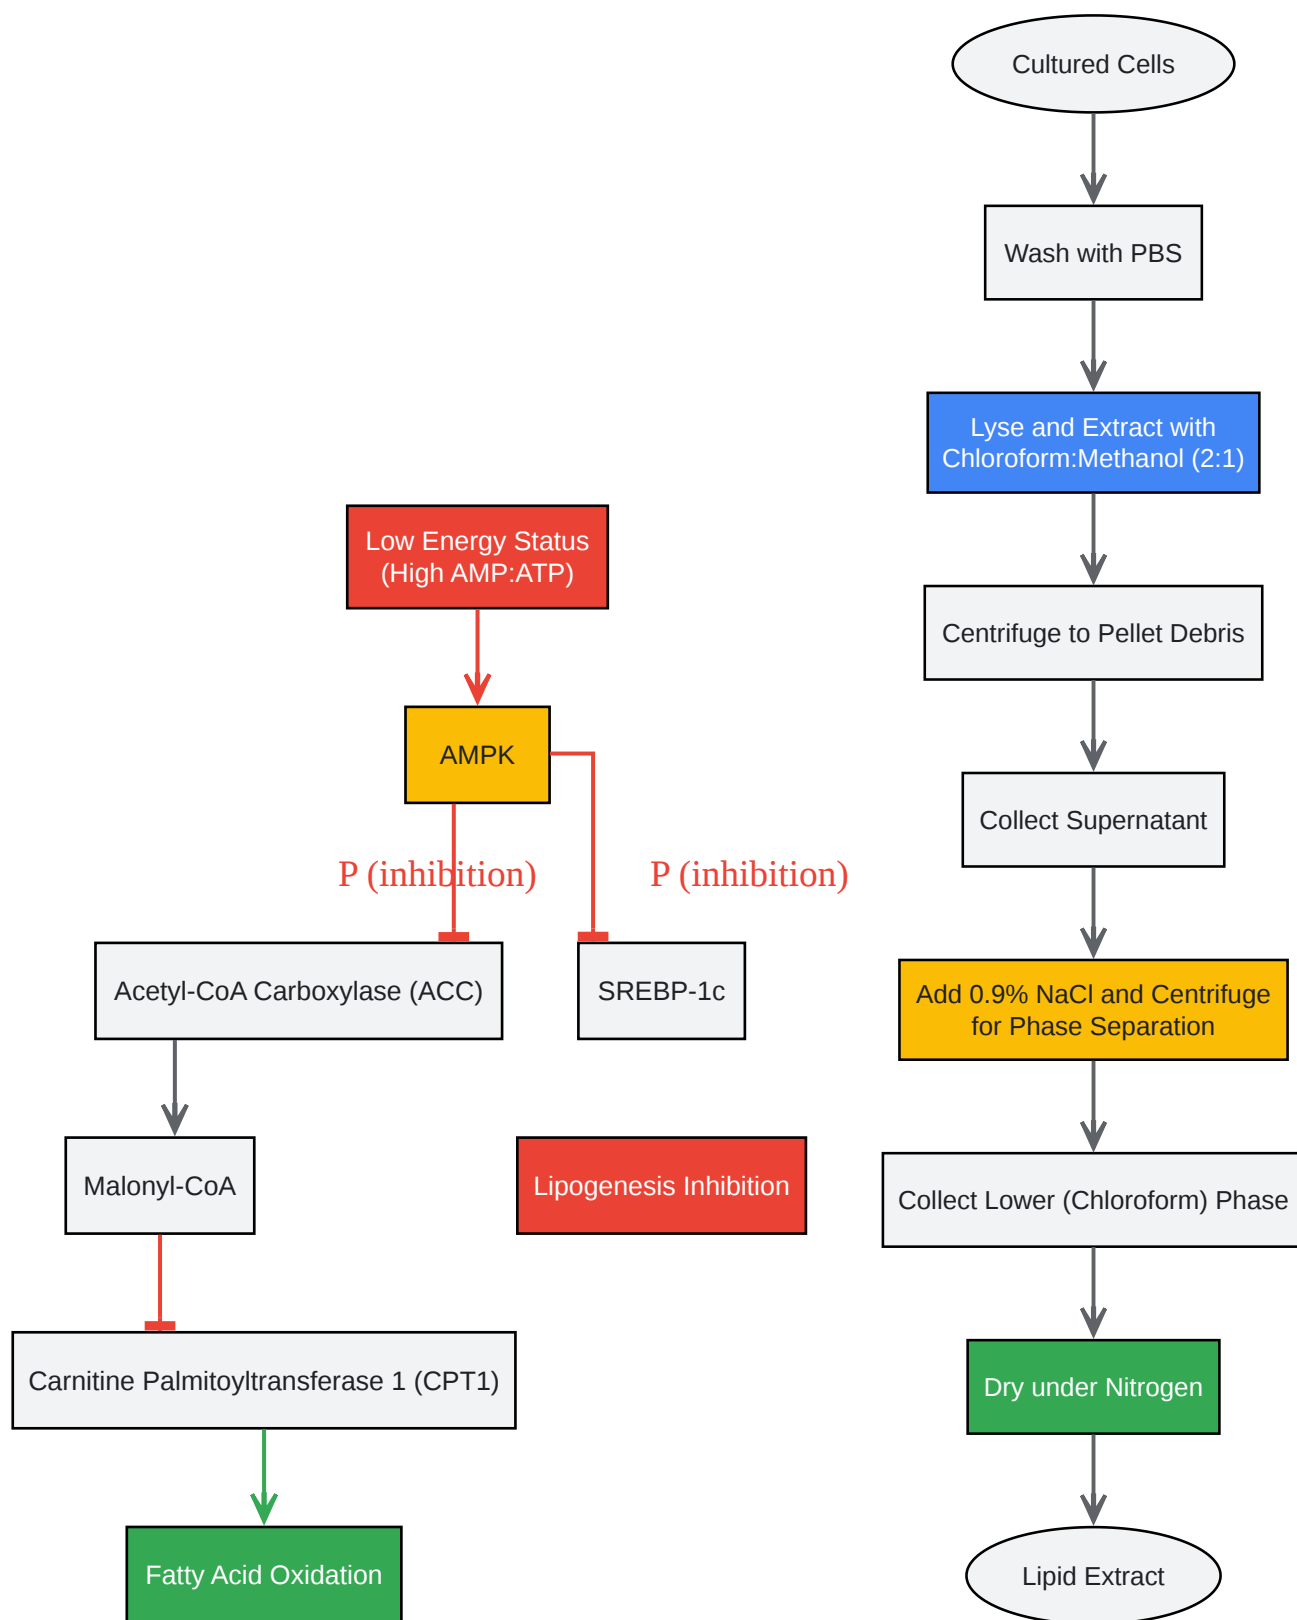 Cultured Cells
Wash with PBS
Lyse and Extract with
Chloroform:Methanol (2:1)
Centrifuge to Pellet Debris
Collect Supernatant
Add 0.9% NaCl and Centrifuge
for Phase Separation
Collect Lower (Chloroform) Phase
Dry under Nitrogen
Lipid Extract
Low Energy Status
(High AMP:ATP)
AMPK
P (inhibition)
P (inhibition)
Acetyl-CoA Carboxylase (ACC)
SREBP-1c
Malonyl-CoA
Lipogenesis Inhibition
Carnitine Palmitoyltransferase 1 (CPT1)
Fatty Acid Oxidation